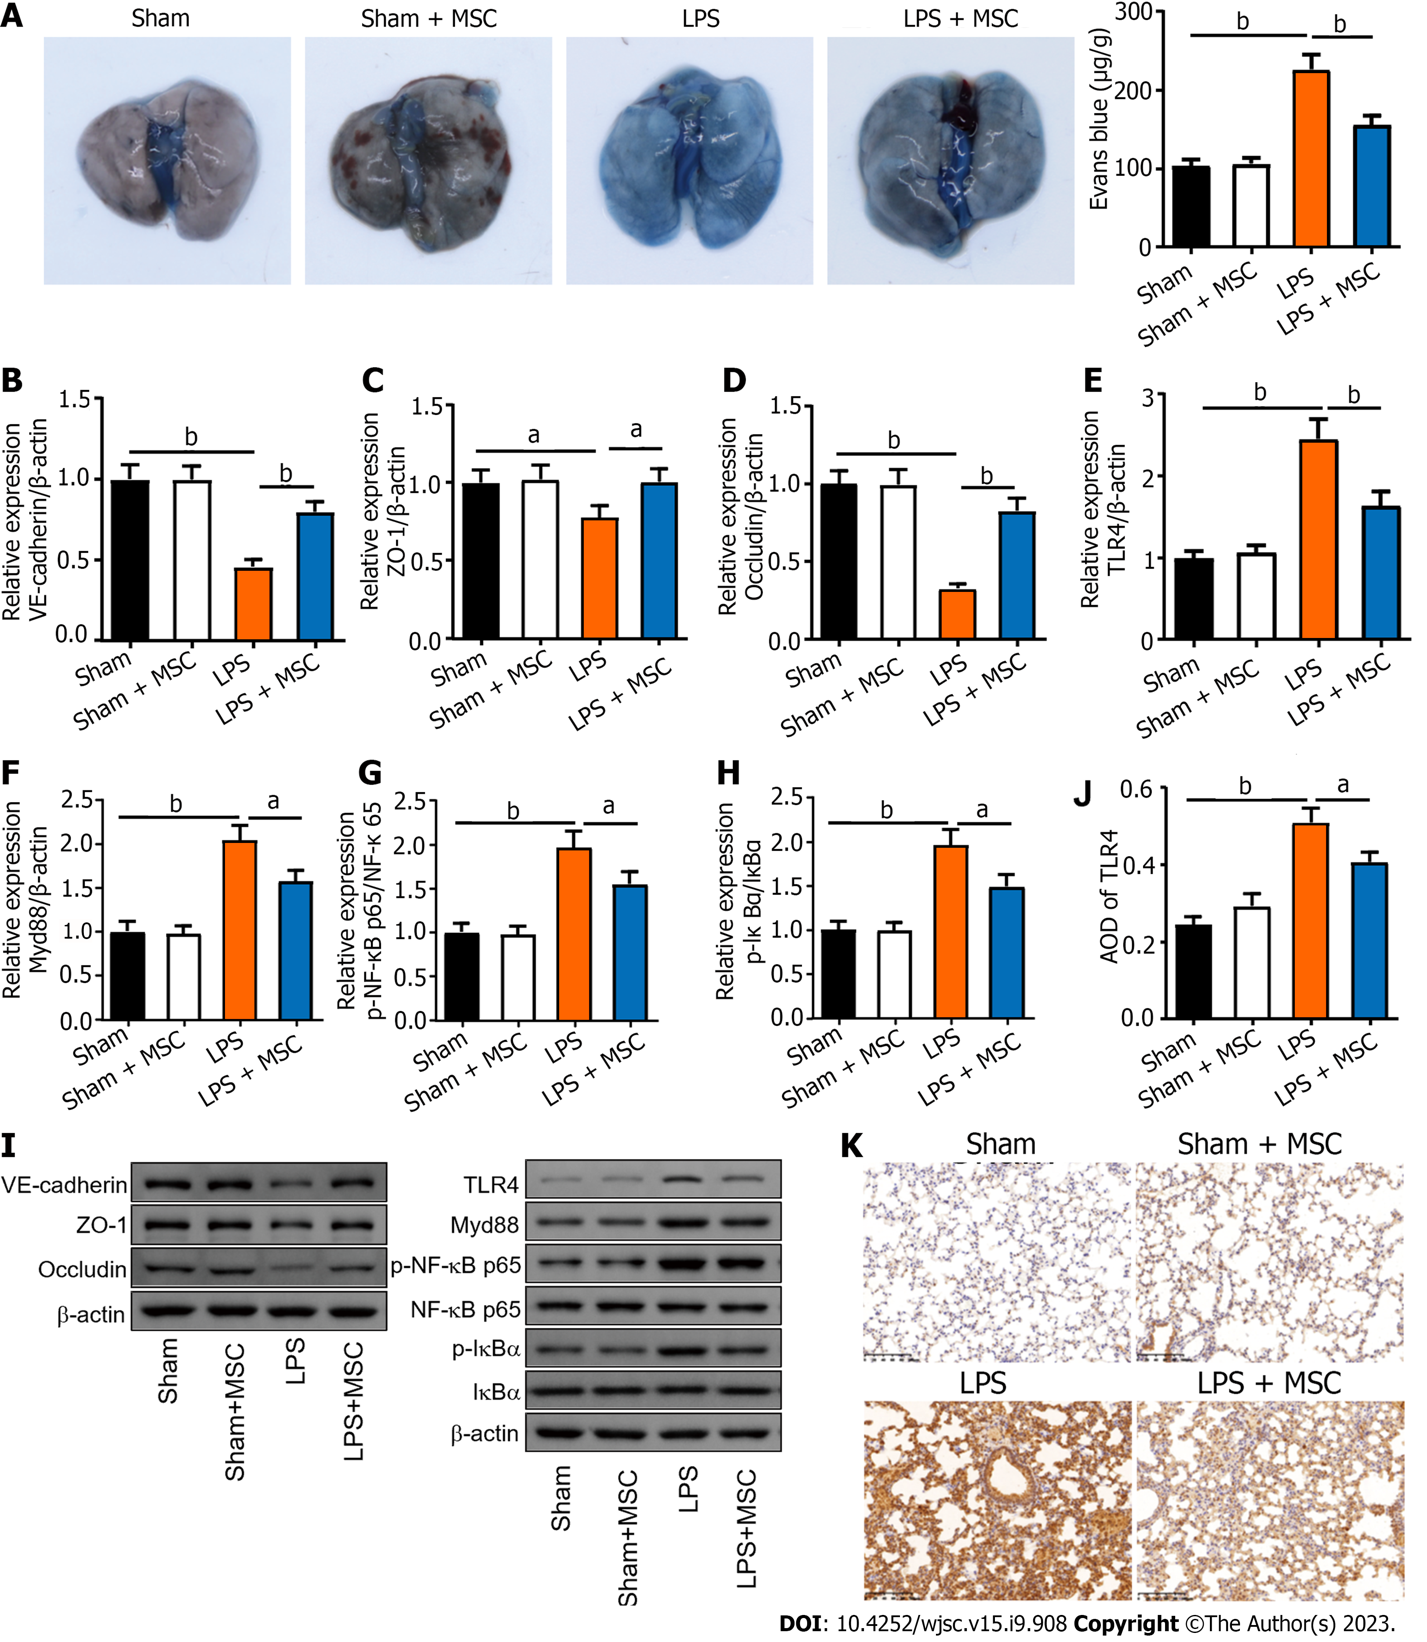 A
Sham
Sham + MSC
LPS
LPS + MSC
Evans blue (µg/g)
300
200
100
0
b
b
Sham
Sham + MSC
LPS
LPS + MSC
B
Relative expression
VE-cadherin/β-actin
1.5
1.0
0.5
0.0
b
b
Sham
Sham + MSC
LPS
LPS + MSC
C
Relative expression
ZO-1/β-actin
1.5
1.0
0.5
0.0
a
a
Sham
Sham + MSC
LPS
LPS + MSC
D
Relative expression
Occludin/β-actin
1.5
1.0
0.5
0.0
b
b
Sham
Sham + MSC
LPS
LPS + MSC
E
Relative expression
TLR4/β-actin
3
2
1
0
b
b
Sham
Sham + MSC
LPS
LPS + MSC
F
Relative expression
Myd88/β-actin
2.5
2.0
1.5
1.0
0.5
0.0
b
a
Sham
Sham + MSC
LPS
LPS + MSC
G
Relative expression
p-NF-κB p65/NF-κ 65
2.5
2.0
1.5
1.0
0.5
0.0
b
a
Sham
Sham + MSC
LPS
LPS + MSC
H
Relative expression
p-Iκ Bα/IκBα
2.5
2.0
1.5
1.0
0.5
0.0
b
a
Sham
Sham + MSC
LPS
LPS + MSC
J
AOD of TLR4
0.6
0.4
0.2
0.0
b
a
Sham
Sham + MSC
LPS
LPS + MSC
I
VE-cadherin
ZO-1
Occludin
β-actin
Sham
Sham+MSC
LPS
LPS+MSC
TLR4
Myd88
p-NF-κB p65
NF-κB p65
p-IκBα
IκBα
β-actin
Sham
Sham+MSC
LPS
LPS+MSC
K
Sham
Sham + MSC
LPS
LPS + MSC
DOI: 10.4252/wjsc.v15.i9.908 Copyright ©The Author(s) 2023.